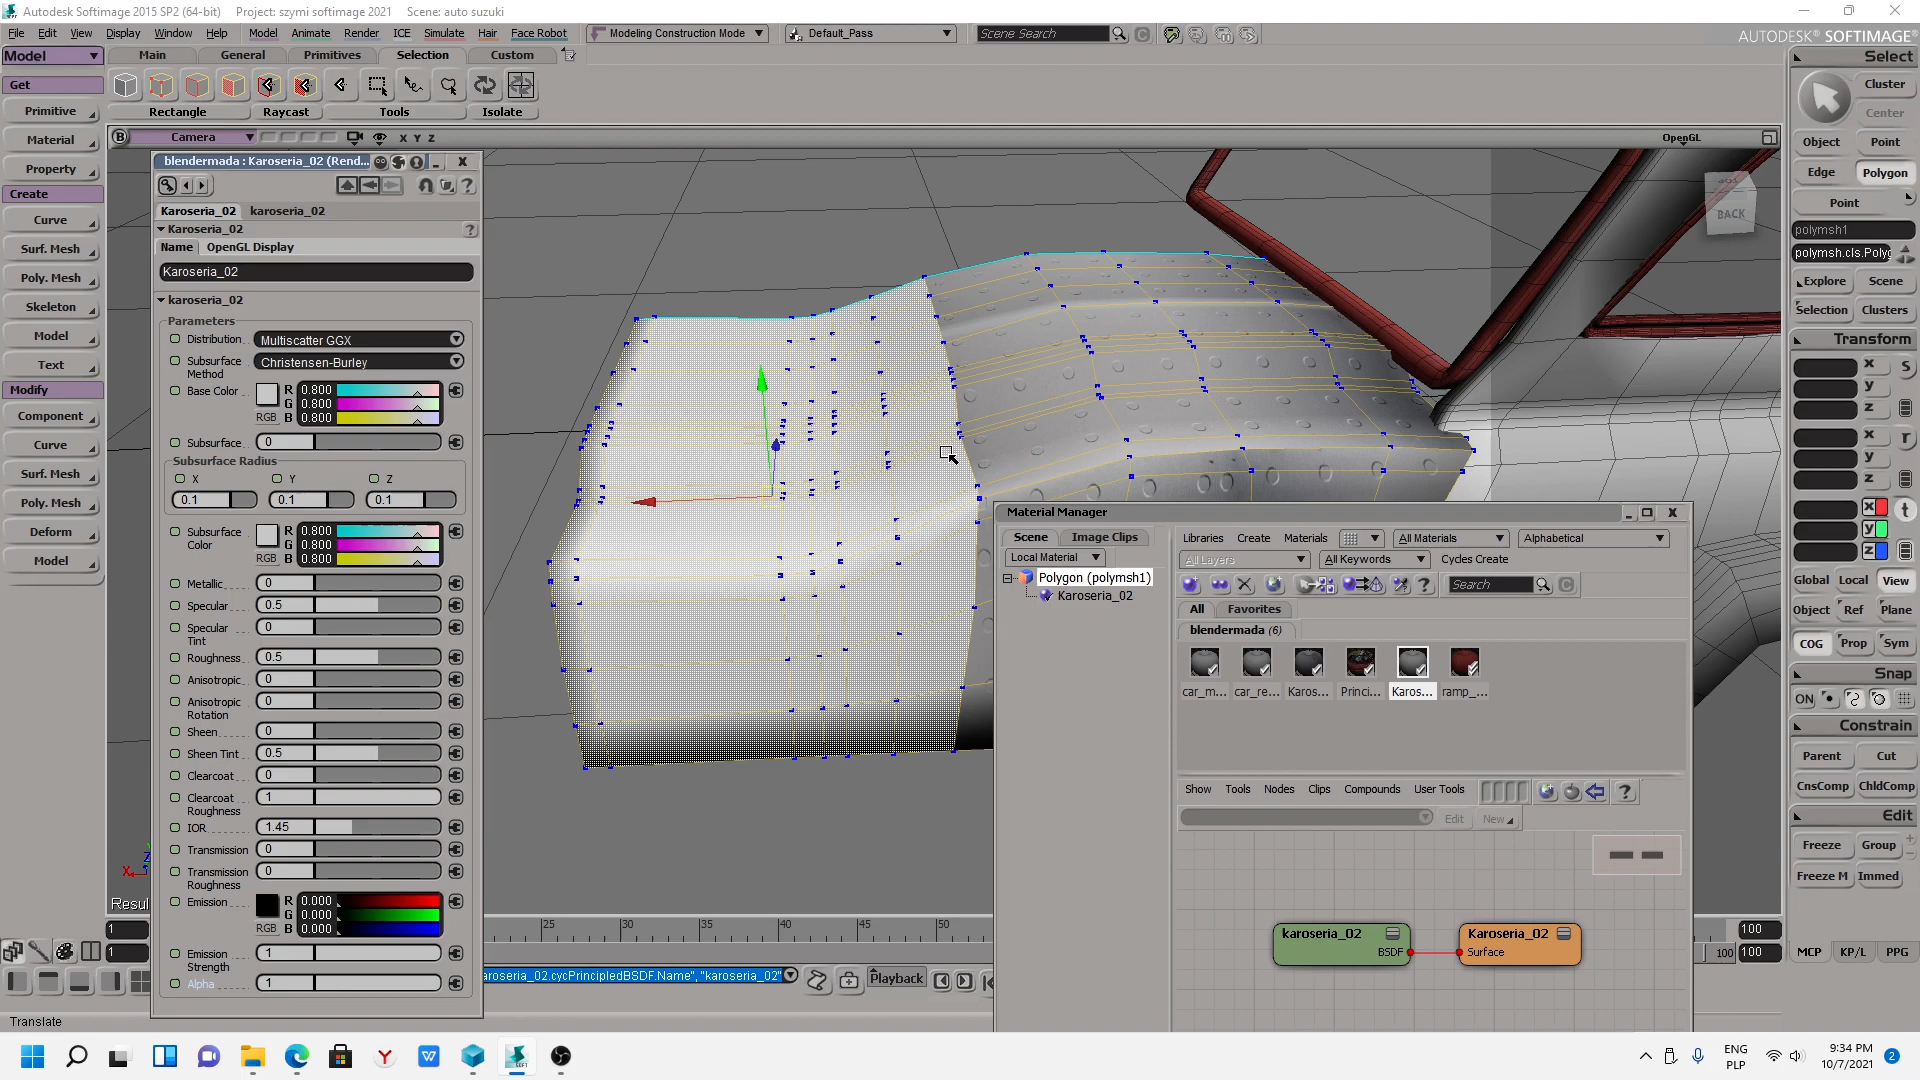 Autodesk Softimage 2015 SP2 (64-bit) Project: szymi softimage 2021 Scene: auto suzuki
File Edit View Display Window Help Model Animate Render ICE Simulate Hair Face Robot Modeling Construction Mode Default_Pass Scene Search
AUTODESK® SOFTIMAGE®
Model Main General Primitives Selection Custom
Get
Rectangle Raycast Tools Isolate
Primitive
Material
Property
Create
Curve
Surf. Mesh
Poly. Mesh
Skeleton
Model
Text
Modify
Component
Curve
Surf. Mesh
Poly. Mesh
Deform
Model
B Camera X Y Z OpenGL
blendermada : Karoseria_02 (Rend...
Karoseria_02 karoseria_02
Karoseria_02
Name OpenGL Display
Karoseria_02
karoseria_02
Parameters
Distribution Multiscatter GGX
Subsurface Method Christensen-Burley
Base Color R 0.800
G 0.800
RGB B 0.800
Subsurface 0
Subsurface Radius
X Y Z
0.1 0.1 0.1
Subsurface Color R 0.800
G 0.800
RGB B 0.800
Metallic 0
Specular 0.5
Specular Tint 0
Roughness 0.5
Anisotropic 0
Anisotropic Rotation 0
Sheen 0
Sheen Tint 0.5
Clearcoat 0
Clearcoat Roughness 1
IOR 1.45
Transmission 0
Transmission Roughness 0
Emission R 0.000
G 0.000
RGB B 0.000
Emission Strength 1
Alpha 1
BACK
Material Manager
Scene Image Clips
Local Material
Polygon (polymsh1)
Karoseria_02
Libraries Create Materials All Materials Alphabetical
All Layers All Keywords Cycles Create
Search
All Favorites
blendermada (6)
car_m... car_re... Karos... Princi... Karos... ramp_...
Show Tools Nodes Clips Compounds User Tools
Edit New
karoseria_02
BSDF
Karoseria_02
Surface
Select
Cluster
Center
Object Point
Edge Polygon
Point
polymsh1
polymsh.cls.Polyg
Explore Scene
Selection Clusters
Transform
x S
y
z
x r
y
z
x t
y
z
Global Local View
Object Ref Plane
COG Prop Sym
Snap
ON
Constrain
Parent Cut
CnsComp ChldComp
Edit
Freeze Group
Freeze M Immed
MCP KP/L PPG
Resul
1
1
25 30 35 40 45 50
100
100 100
aroseria_02.cycPrincipledBSDF.Name", "karoseria_02"
Playback
Translate
ENG
PLP
9:34 PM
10/7/2021
2